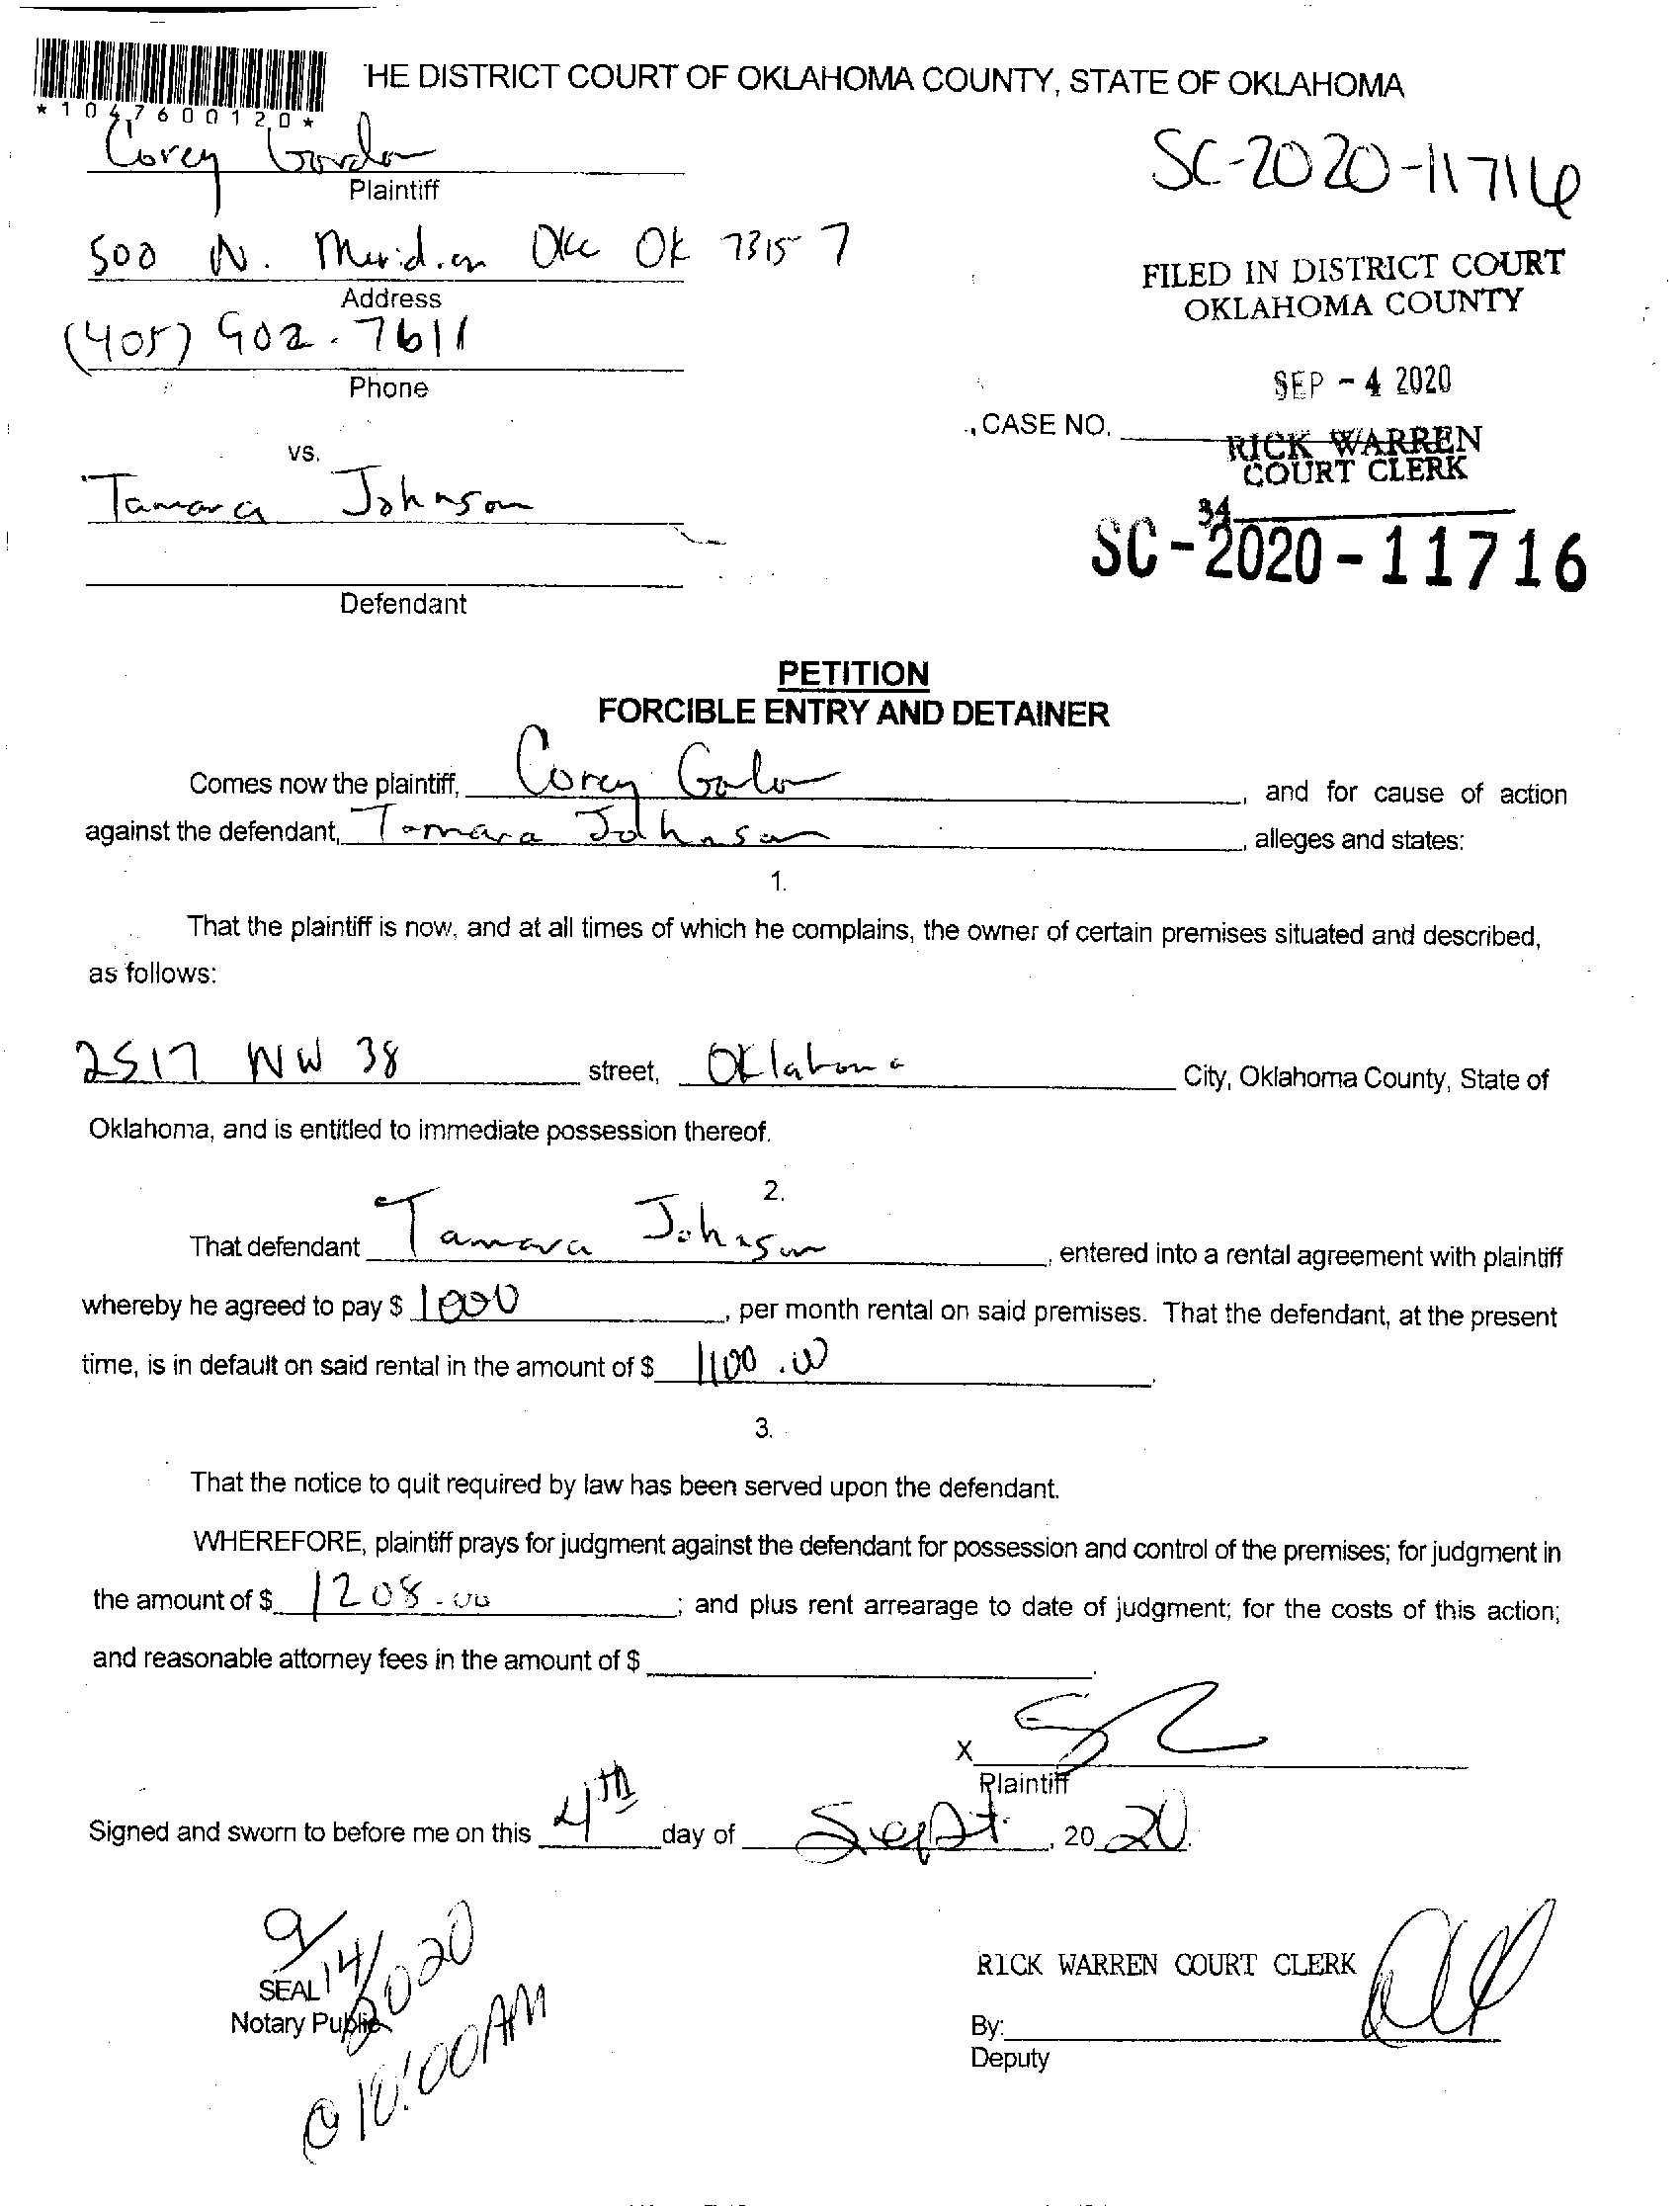 'HE DISTRICT COURT OF OKLAHOMA COUNTY, STATE OF OKLAHOMA
*1047600120*
Corey Gordon
Plaintiff
SC-2020-11716
500 N. Meridian Okc Ok 73157
Address
FILED IN DISTRICT COURT
OKLAHOMA COUNTY
(405) 902-7611
Phone
SEP - 4 2020
CASE NO.
RICK WARREN
COURT CLERK
vs.
Tamara Johnson
34
SC-2020-11716
Defendant
PETITION
FORCIBLE ENTRY AND DETAINER
Comes now the plaintiff, Corey Gordon, and for cause of action
against the defendant, Tamara Johnson, alleges and states:
1.
That the plaintiff is now, and at all times of which he complains, the owner of certain premises situated and described,
as follows:
2517 NW 38 street, Oklahoma City, Oklahoma County, State of
Oklahoma, and is entitled to immediate possession thereof.
2.
That defendant Tamara Johnson, entered into a rental agreement with plaintiff
whereby he agreed to pay $ 1000, per month rental on said premises. That the defendant, at the present
time, is in default on said rental in the amount of $ 1100.00.
3.
That the notice to quit required by law has been served upon the defendant.
WHEREFORE, plaintiff prays for judgment against the defendant for possession and control of the premises; for judgment in
the amount of $ 1208.00; and plus rent arrearage to date of judgment; for the costs of this action;
and reasonable attorney fees in the amount of $
X
Plaintiff
Signed and sworn to before me on this 4th day of Sept, 2020.
9/14/2020
@ 10:00AM
SEAL
Notary Public
RICK WARREN COURT CLERK
By:
Deputy